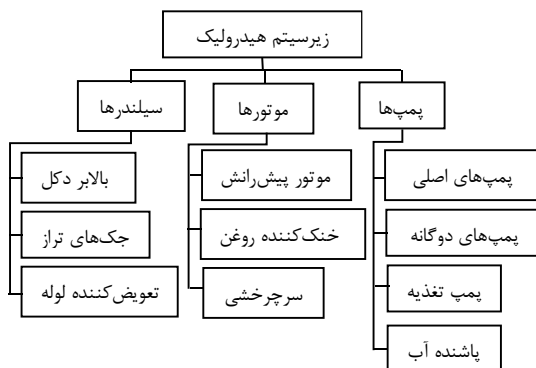 زیرسیستم هیدرولیک
پمپ‌ها
موتورها
سیلندرها
پمپ‌های اصلی
پمپ‌های دوگانه
پمپ تغذیه
پاشنده آب
موتور پیش‌رانش
خنک‌کننده روغن
سرچرخشی
بالابر دکل
جک‌های تراز
تعویض‌کننده لوله